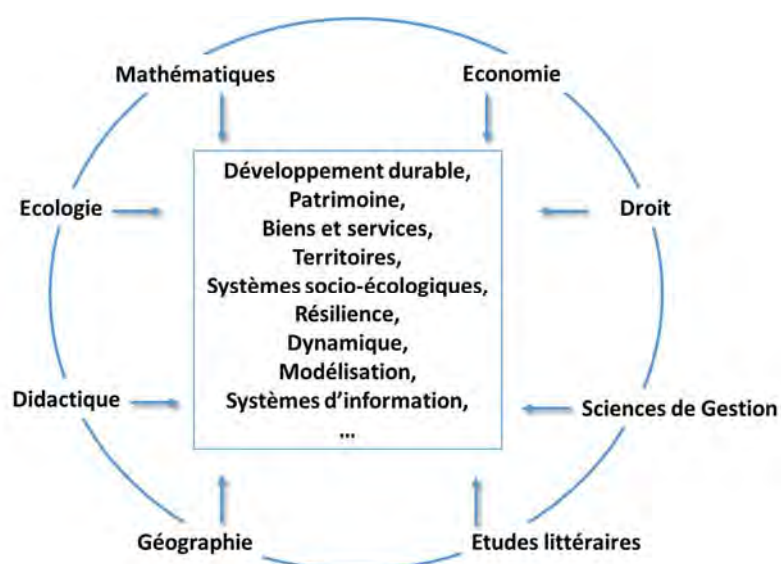 Mathématiques
Economie
Ecologie
Droit
Développement durable,
Patrimoine,
Biens et services,
Territoires,
Systèmes socio-écologiques,
Résilience,
Dynamique,
Modélisation,
Systèmes d'information,
...
Didactique
Sciences de Gestion
Géographie
Etudes littéraires